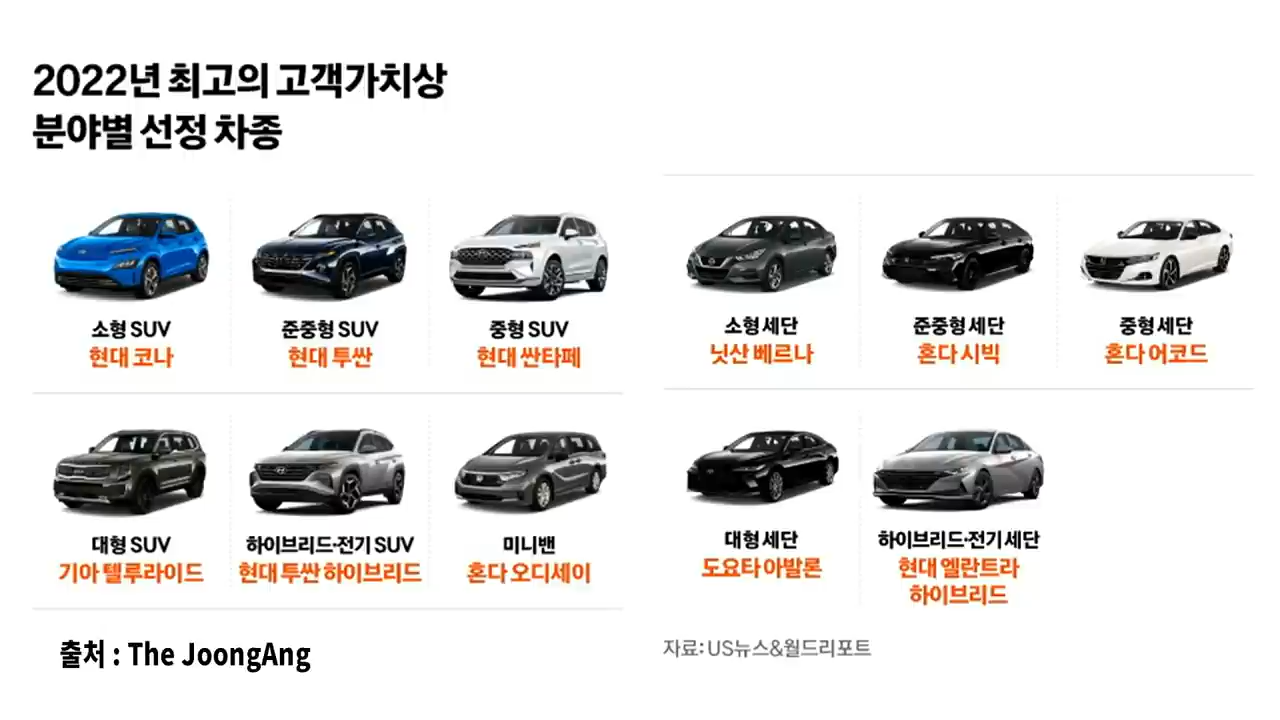 2022년 최고의 고객가치상
분야별 선정 차종
소형 SUV
현대 코나
준중형 SUV
현대 투싼
중형 SUV
현대 싼타페
대형 SUV
기아 텔루라이드
하이브리드·전기 SUV
현대 투싼 하이브리드
미니밴
혼다 오디세이
소형 세단
닛산 베르나
준중형 세단
혼다 시빅
중형 세단
혼다 어코드
대형 세단
도요타 아발론
하이브리드·전기 세단
현대 엘란트라
하이브리드
출처 : The JoongAng
자료: US뉴스&월드리포트